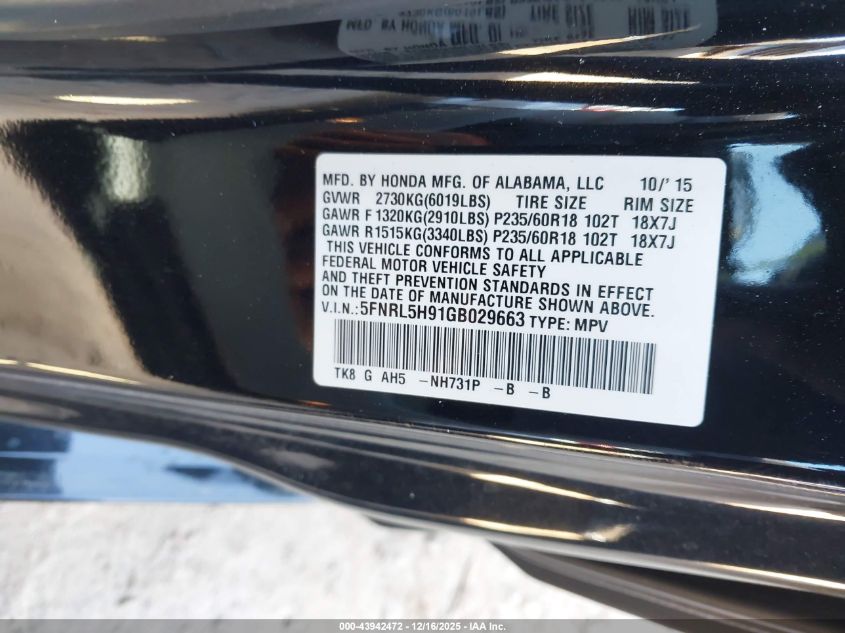 MFD. BY HONDA MFG. OF ALABAMA, LLC 10/'15
GVWR 2730KG(6019LBS) TIRE SIZE RIM SIZE
GAWR F 1320KG(2910LBS) P235/60R18 102T 18X7J
GAWR R1515KG(3340LBS) P235/60R18 102T 18X7J
THIS VEHICLE CONFORMS TO ALL APPLICABLE
FEDERAL MOTOR VEHICLE SAFETY
AND THEFT PREVENTION STANDARDS IN EFFECT
ON THE DATE OF MANUFACTURE SHOWN ABOVE.
V.I.N.:5FNRL5H91GB029663 TYPE: MPV
TK8 G AH5 -NH731P -B -B
000-43942472 - 12/16/2025 - IAA Inc.